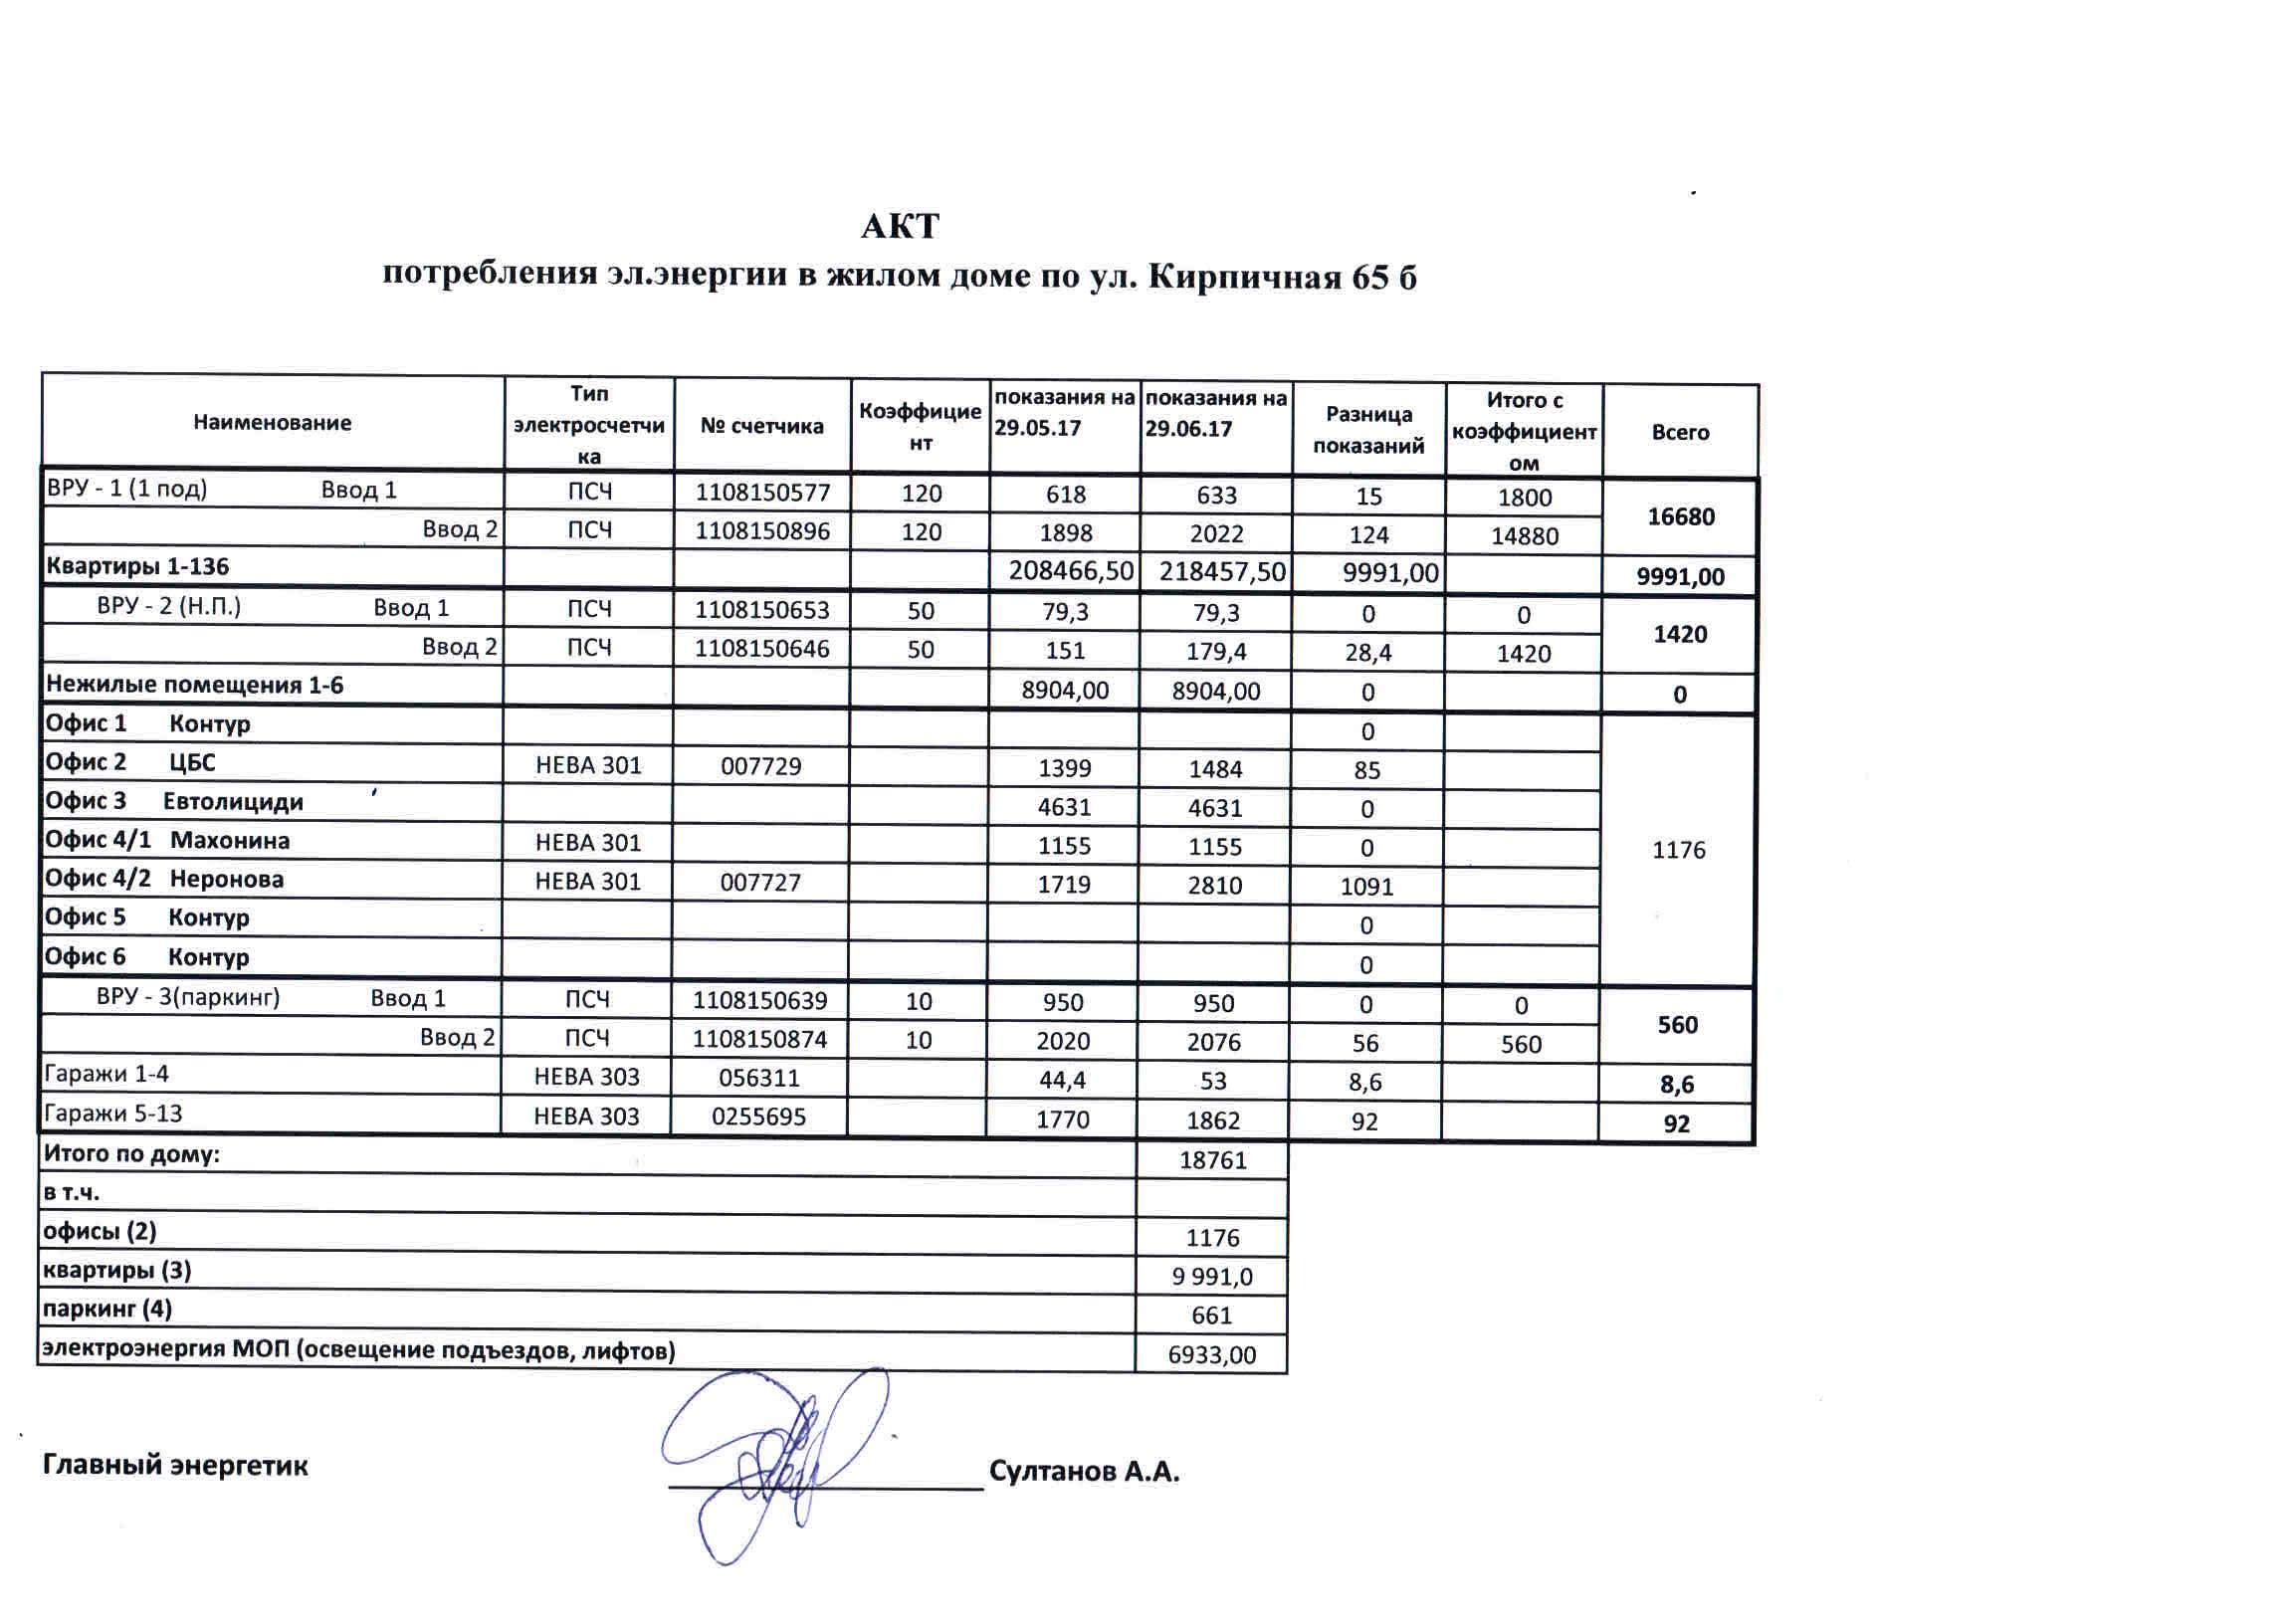 АКТ
потребления эл.энергии в жилом доме по ул. Кирпичная 65 б
Наименование Тип электросчетчика № счетчика Коэффициент показания на 29.05.17 показания на 29.06.17 Разница показаний Итого с коэффициентом Всего
ВРУ - 1 (1 под) Ввод 1 ПСЧ 1108150577 120 618 633 15 1800 16680
Ввод 2 ПСЧ 1108150896 120 1898 2022 124 14880
Квартиры 1-136 208466,50 218457,50 9991,00 9991,00
ВРУ - 2 (Н.П.) Ввод 1 ПСЧ 1108150653 50 79,3 79,3 0 0 1420
Ввод 2 ПСЧ 1108150646 50 151 179,4 28,4 1420
Нежилые помещения 1-6 8904,00 8904,00 0 0
Офис 1 Контур 0
Офис 2 ЦБС НЕВА 301 007729 1399 1484 85
Офис 3 Евтолициди 4631 4631 0
Офис 4/1 Махонина НЕВА 301 1155 1155 0 1176
Офис 4/2 Неронова НЕВА 301 007727 1719 2810 1091
Офис 5 Контур 0
Офис 6 Контур 0
ВРУ - 3(паркинг) Ввод 1 ПСЧ 1108150639 10 950 950 0 0 560
Ввод 2 ПСЧ 1108150874 10 2020 2076 56 560
Гаражи 1-4 НЕВА 303 056311 44,4 53 8,6 8,6
Гаражи 5-13 НЕВА 303 0255695 1770 1862 92 92
Итого по дому: 18761
в т.ч.
офисы (2) 1176
квартиры (3) 9 991,0
паркинг (4) 661
электроэнергия МОП (освещение подъездов, лифтов) 6933,00
Главный энергетик Султанов А.А.